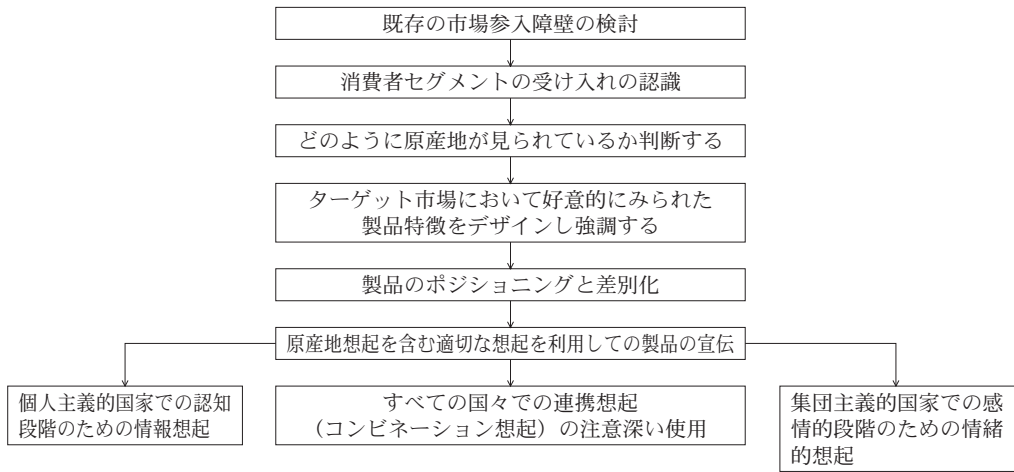 既存の市場参入障壁の検討
消費者セグメントの受け入れの認識
どのように原産地が見られているか判断する
ターゲット市場において好意的にみられた
製品特徴をデザインし強調する
製品のポジショニングと差別化
原産地想起を含む適切な想起を利用しての製品の宣伝
個人主義的国家での認知
段階のための情報想起
すべての国々での連携想起
(コンビネーション想起)の注意深い使用
集団主義的国家での感
情的段階のための情緒
的想起